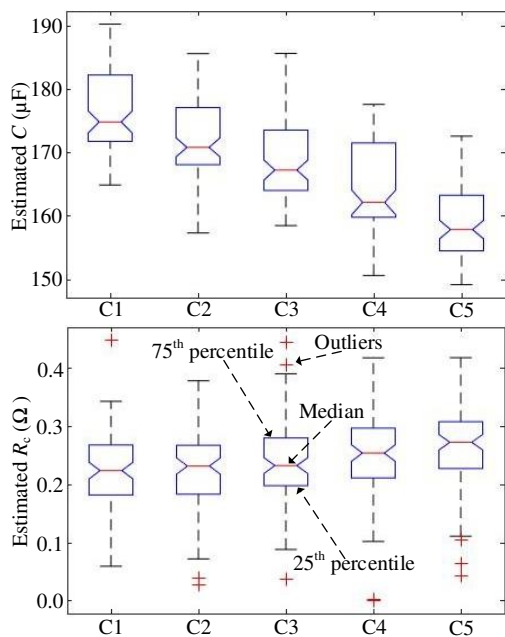 Estimated C (μF)
190
180
170
160
150
C1 C2 C3 C4 C5
Estimated Rc (Ω)
0.4
0.3
0.2
0.1
0.0
75th percentile
Outliers
Median
25th percentile
C1 C2 C3 C4 C5